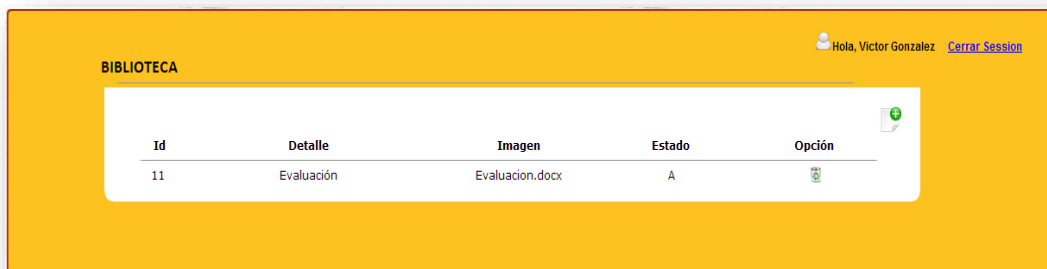 Hola, Victor Gonzalez Cerrar Session
BIBLIOTECA
Id Detalle Imagen Estado Opción
11 Evaluación Evaluacion.docx A